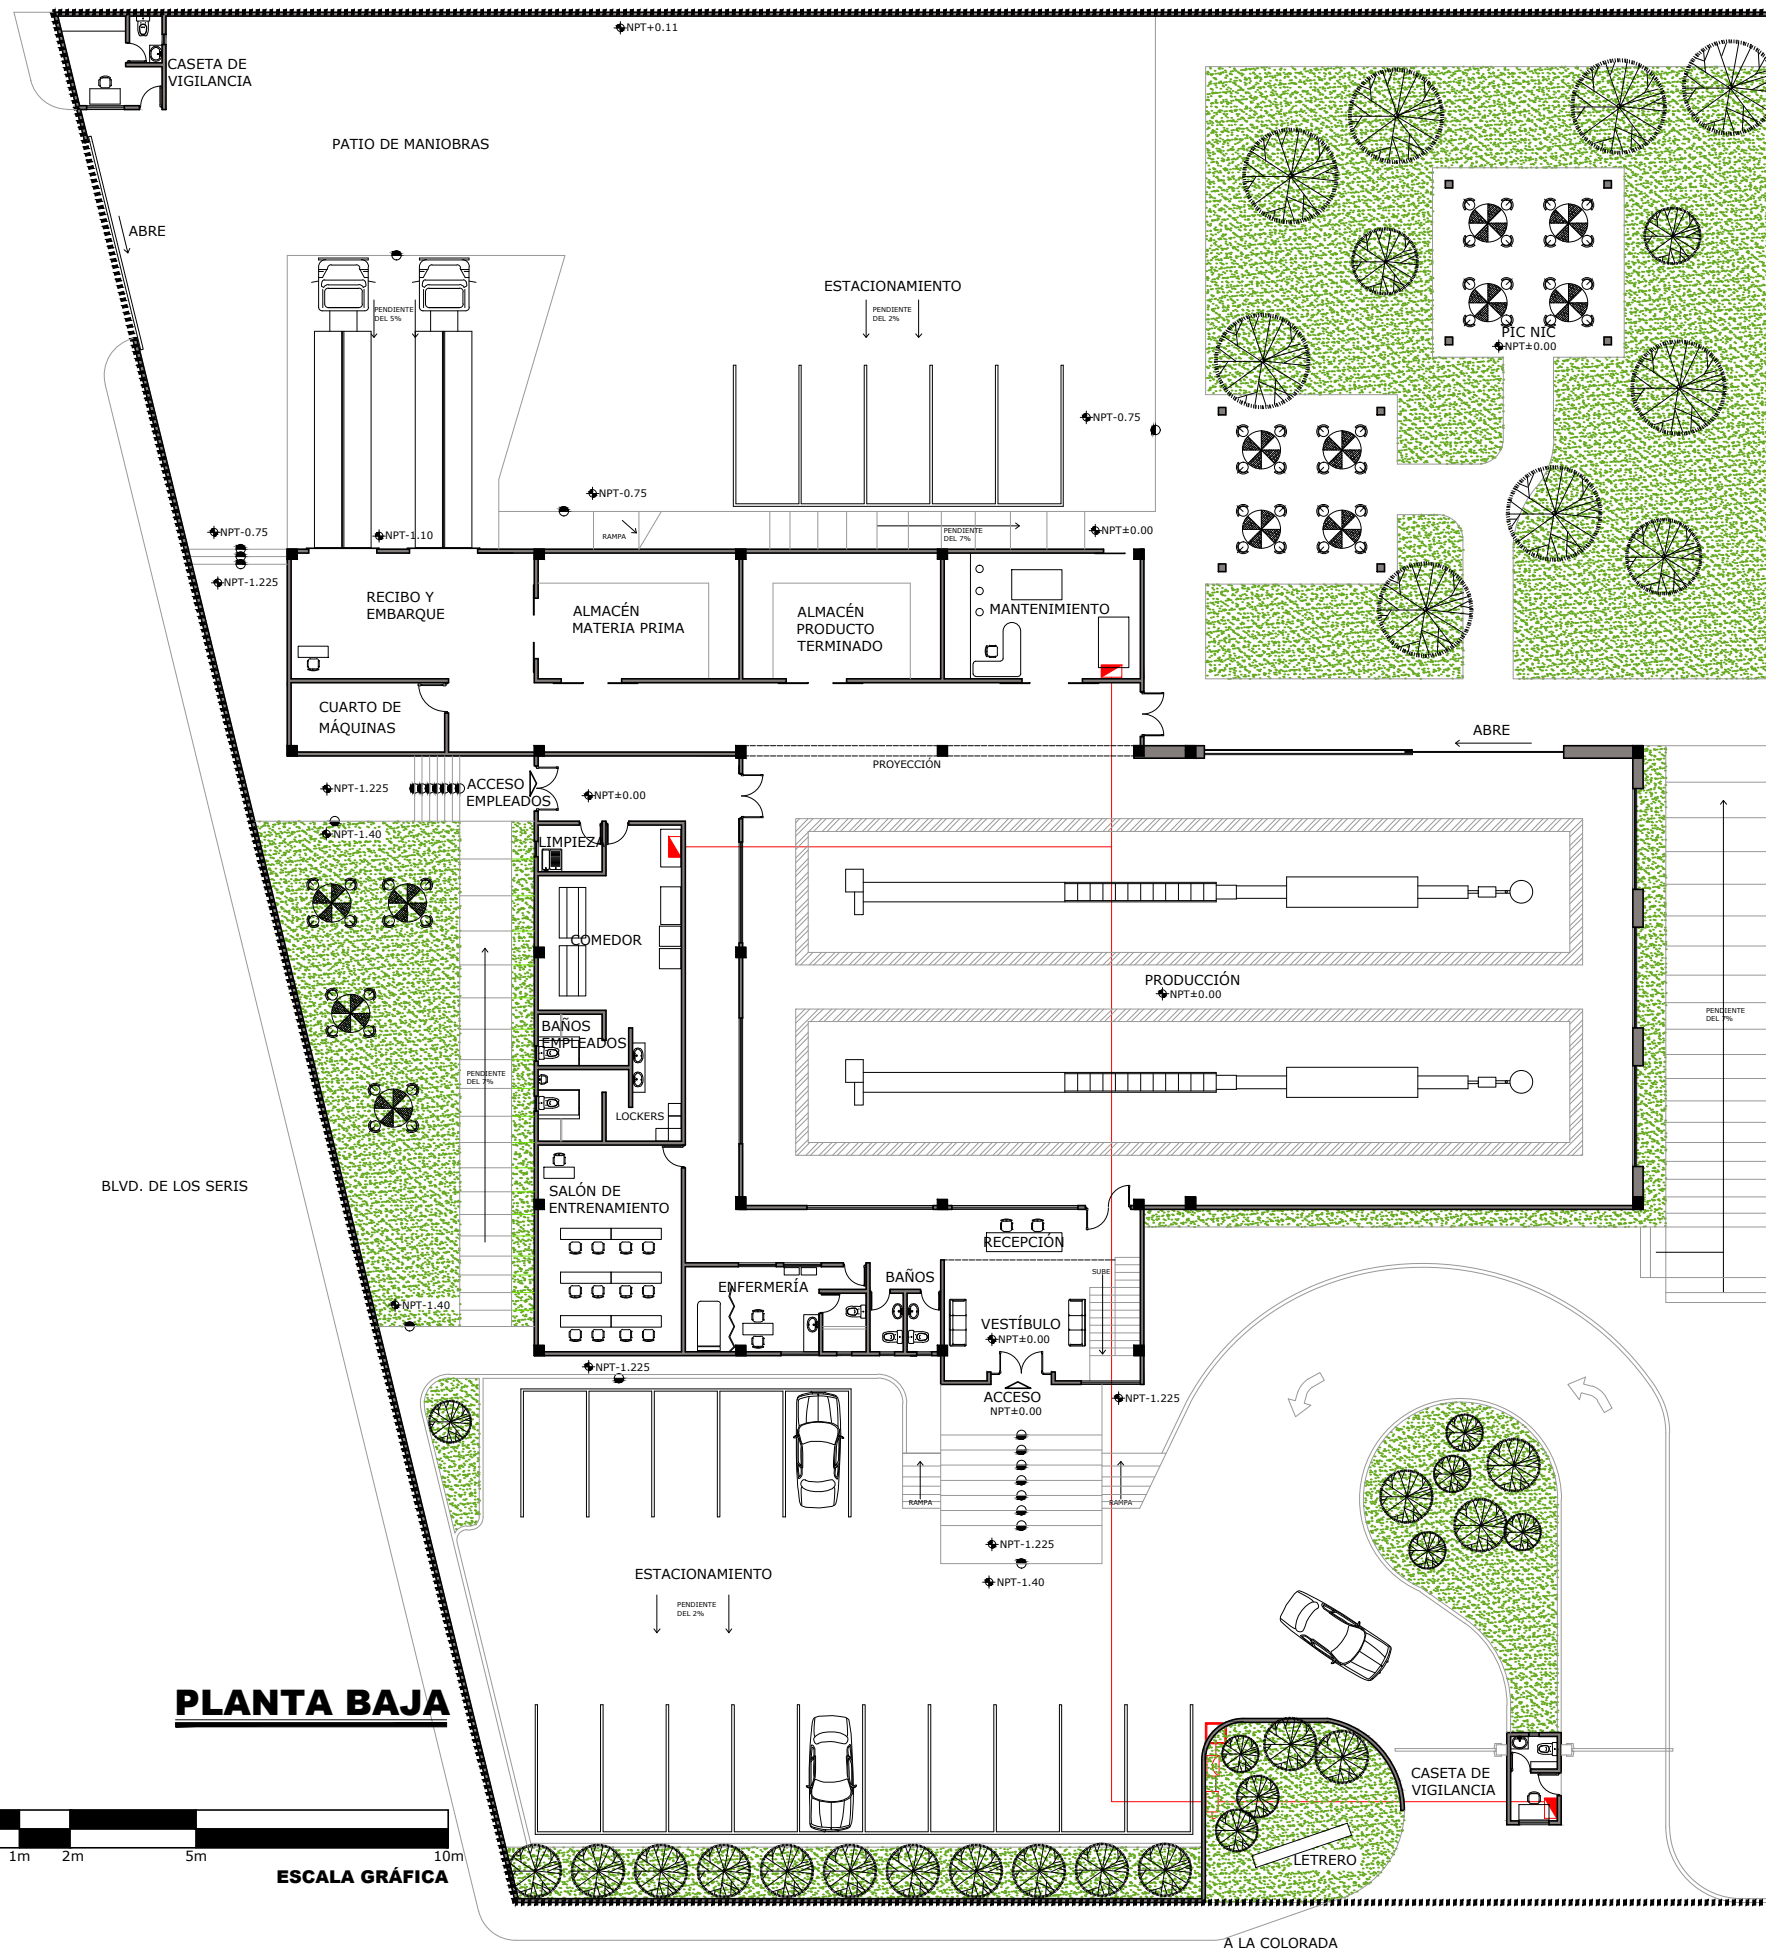 NPT+0.11
CASETA DE
VIGILANCIA
PATIO DE MANIOBRAS
ABRE
ESTACIONAMIENTO
PENDIENTE
DEL 5%
PENDIENTE
DEL 2%
PIC NIC
NPT±0.00
NPT-0.75
NPT-0.75
NPT-0.75
NPT-1.10
RAMPA
PENDIENTE
DEL 7%
NPT±0.00
NPT-1.225
RECIBO Y
EMBARQUE
ALMACÉN
MATERIA PRIMA
ALMACÉN
PRODUCTO
TERMINADO
MANTENIMIENTO
CUARTO DE
MÁQUINAS
ABRE
PROYECCIÓN
NPT-1.225
ACCESO
EMPLEADOS
NPT±0.00
NPT-1.40
LIMPIEZA
COMEDOR
PRODUCCIÓN
NPT±0.00
BAÑOS
EMPLEADOS
PENDIENTE
DEL 7%
PENDIENTE
DEL 7%
LOCKERS
BLVD. DE LOS SERIS
SALÓN DE
ENTRENAMIENTO
RECEPCIÓN
SUBE
ENFERMERÍA
BAÑOS
NPT-1.40
VESTÍBULO
NPT±0.00
NPT-1.225
ACCESO
NPT±0.00
NPT-1.225
RAMPA
RAMPA
NPT-1.225
NPT-1.40
ESTACIONAMIENTO
PENDIENTE
DEL 2%
PLANTA BAJA
CASETA DE
VIGILANCIA
1m 2m 5m 10m
ESCALA GRÁFICA
LETRERO
A LA COLORADA